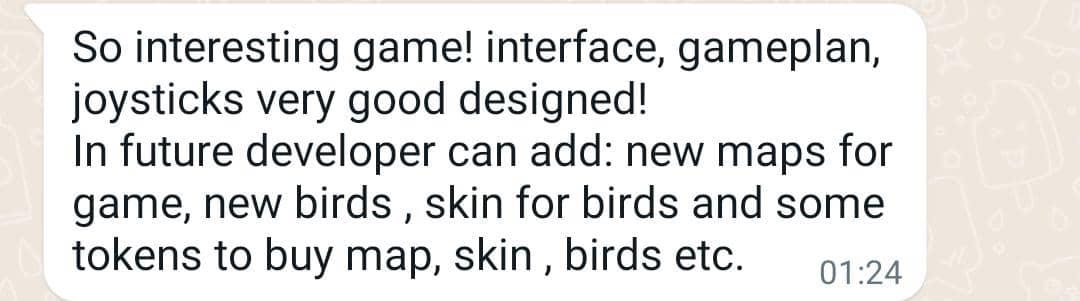 So interesting game! interface, gameplan,
joysticks very good designed!
In future developer can add: new maps for
game, new birds , skin for birds and some
tokens to buy map, skin , birds etc.
01:24